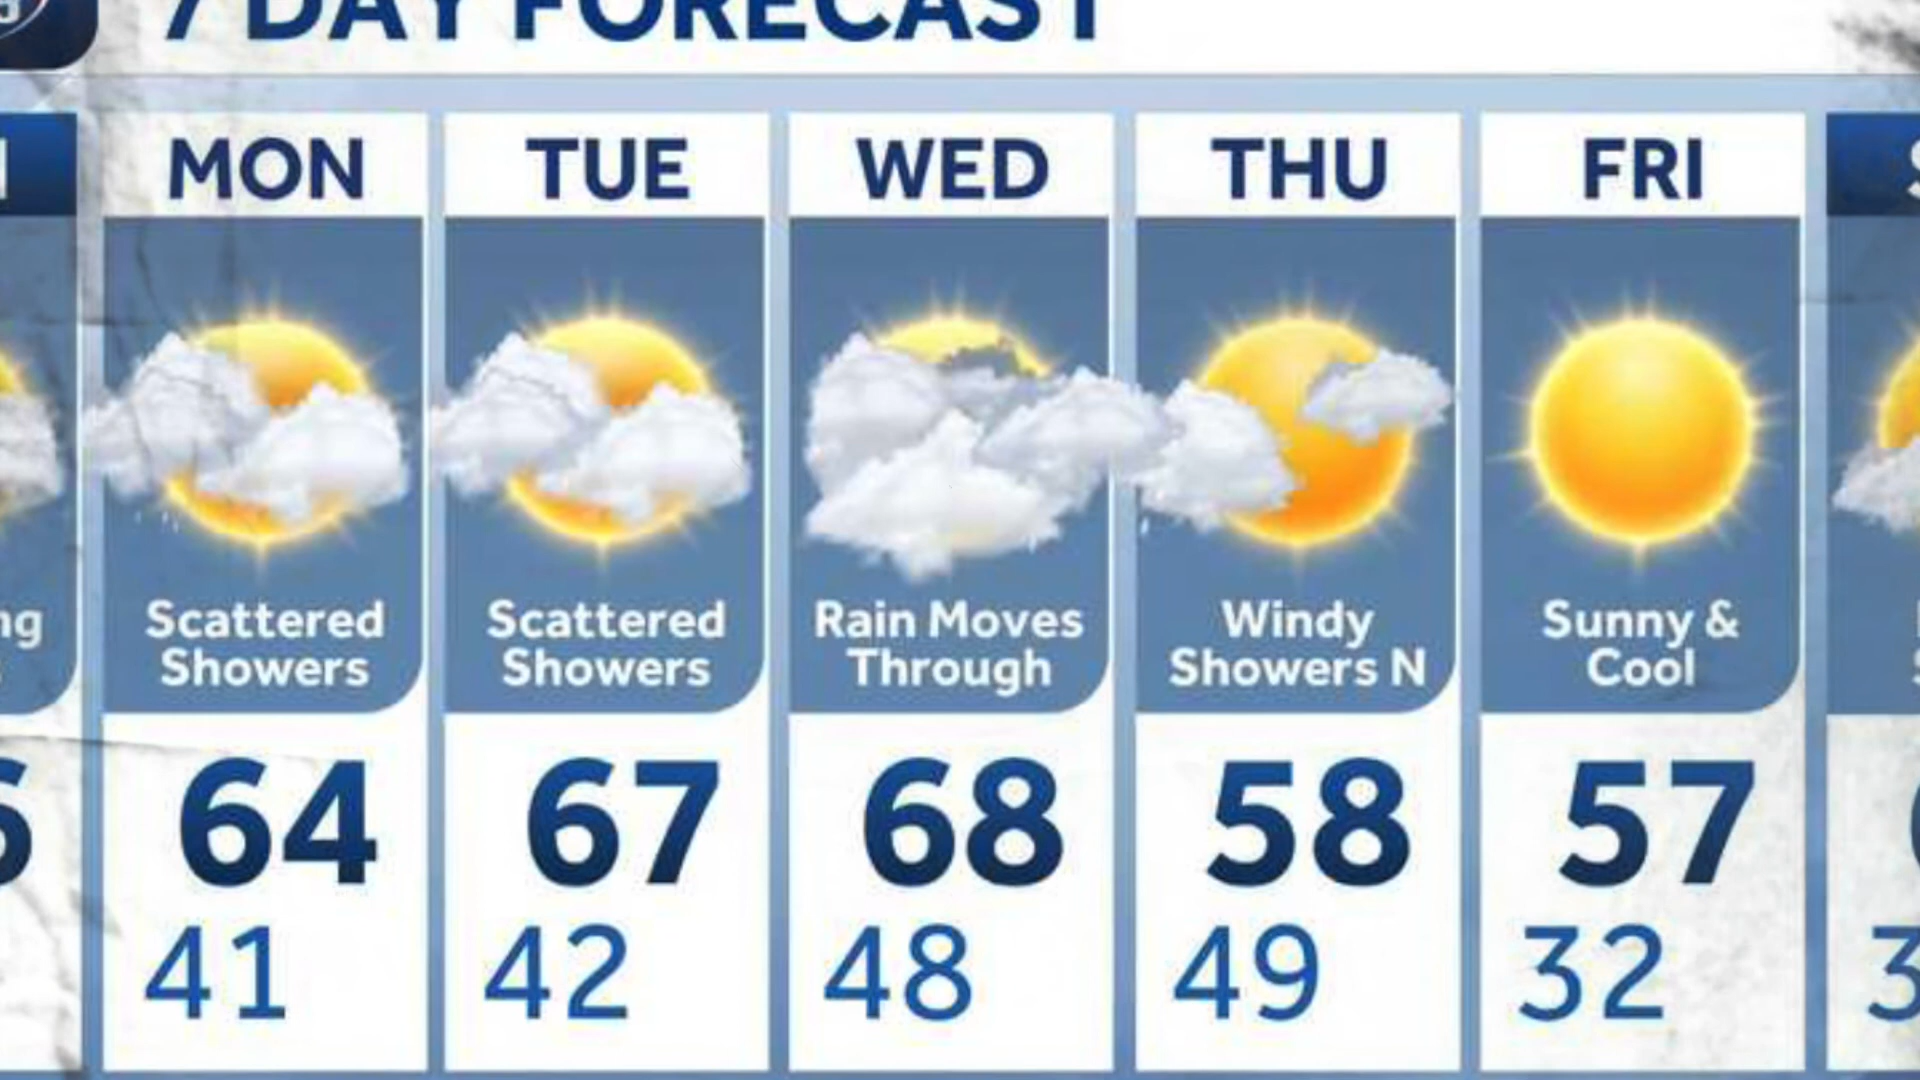 7 DAY FORECAST
MON TUE WED THU FRI
Scattered Showers
Scattered Showers
Rain Moves Through
Windy Showers N
Sunny & Cool
64 67 68 58 57
41 42 48 49 32